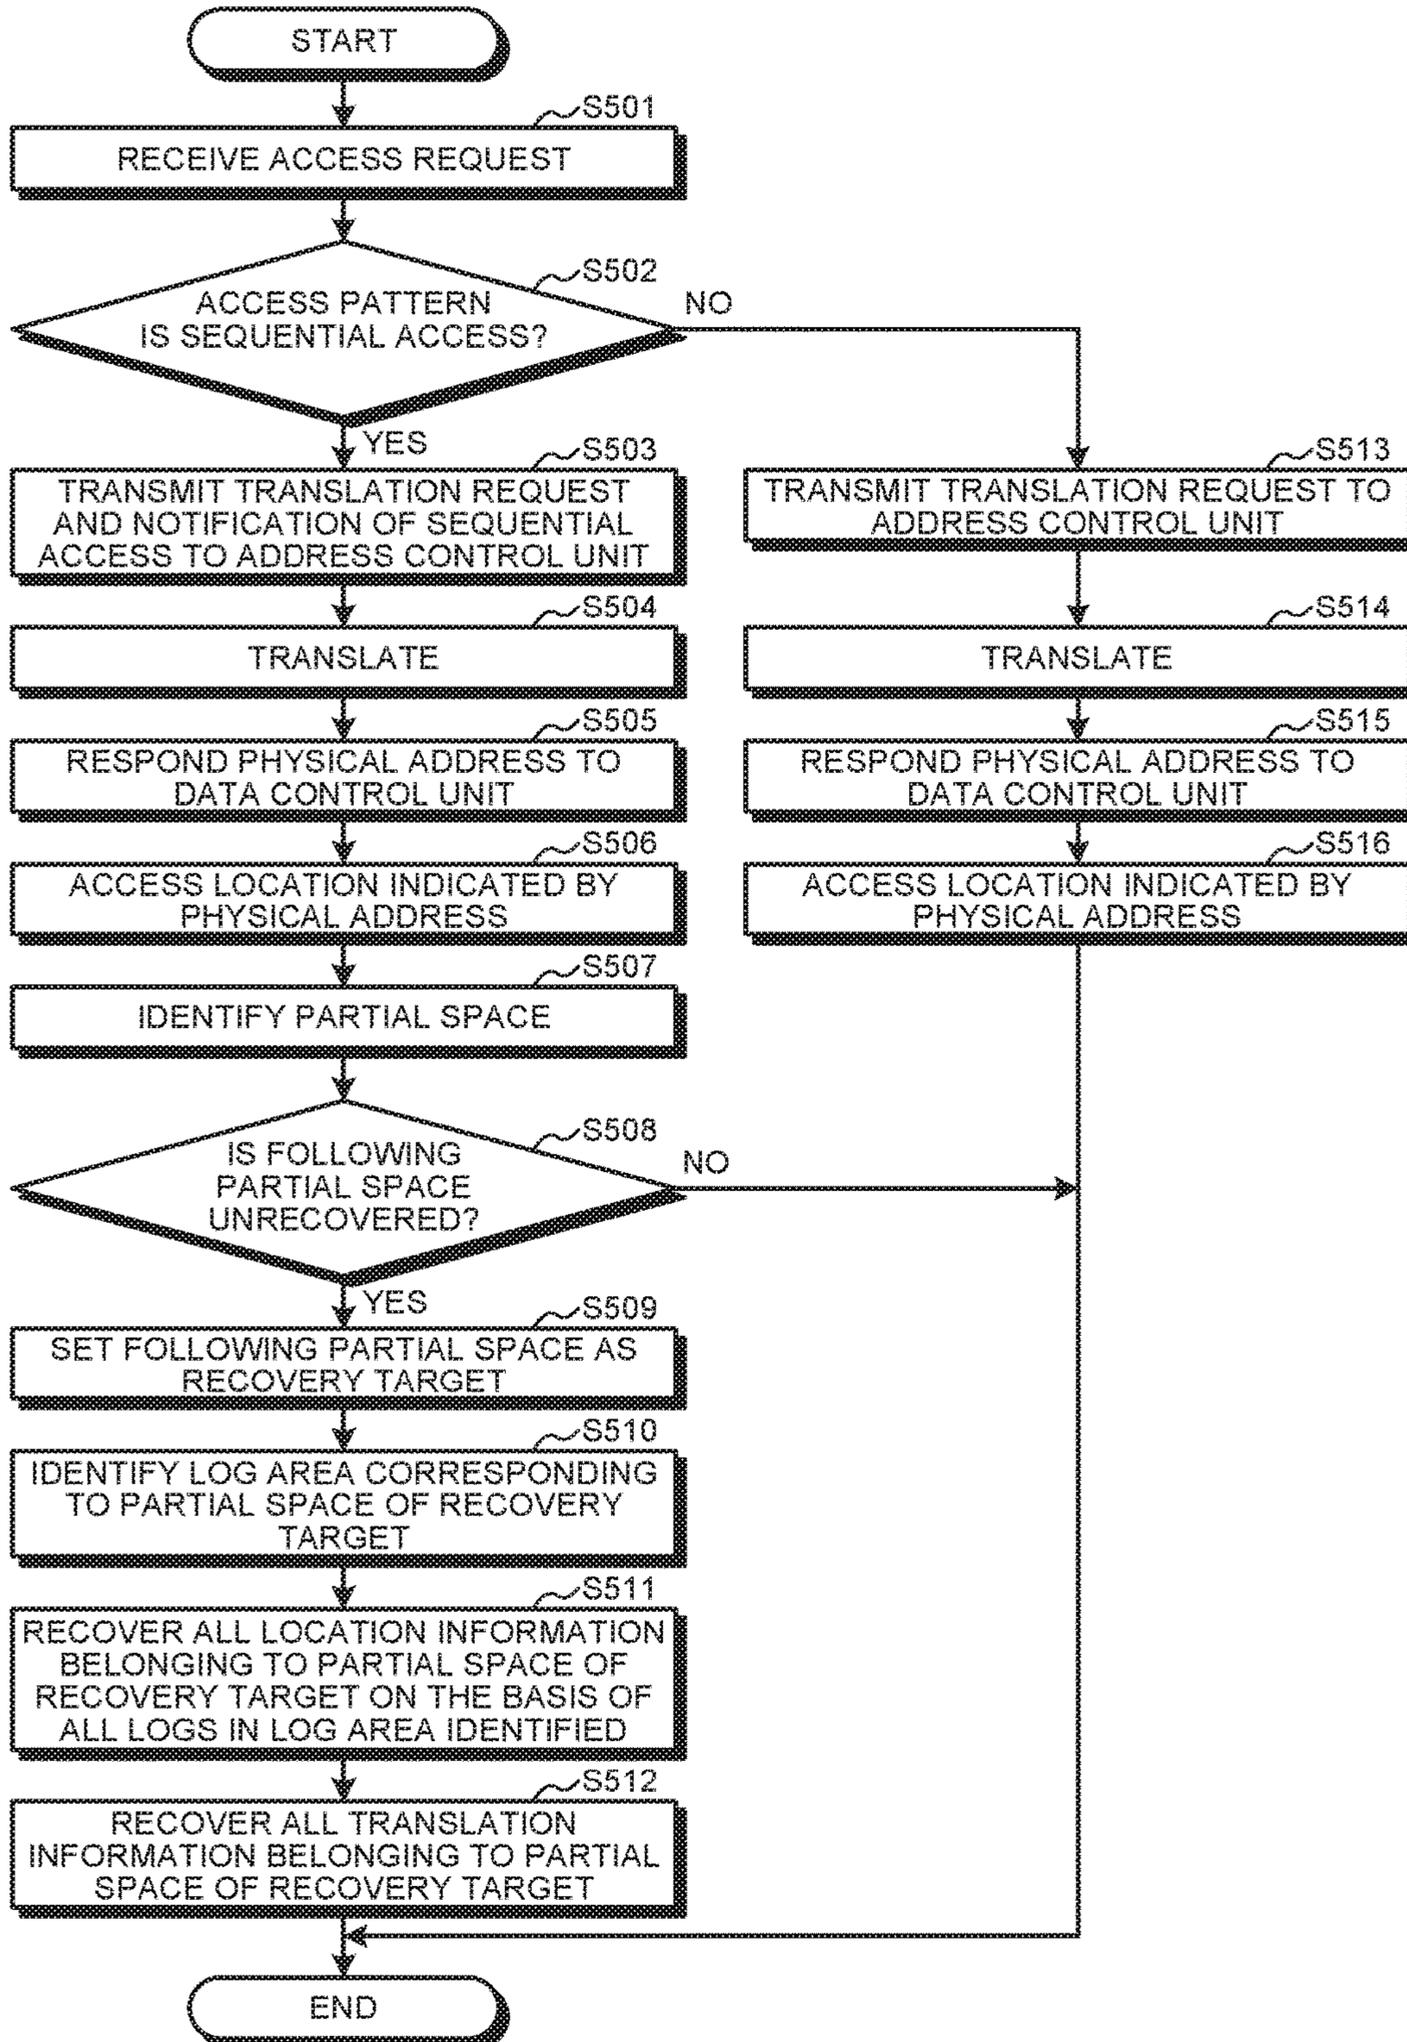 START
S501
RECEIVE ACCESS REQUEST
S502
ACCESS PATTERN
IS SEQUENTIAL ACCESS?
NO
YES
S503
TRANSMIT TRANSLATION REQUEST
AND NOTIFICATION OF SEQUENTIAL
ACCESS TO ADDRESS CONTROL UNIT
S504
TRANSLATE
S505
RESPOND PHYSICAL ADDRESS TO
DATA CONTROL UNIT
S506
ACCESS LOCATION INDICATED BY
PHYSICAL ADDRESS
S507
IDENTIFY PARTIAL SPACE
S508
IS FOLLOWING
PARTIAL SPACE
UNRECOVERED?
NO
YES
S509
SET FOLLOWING PARTIAL SPACE AS
RECOVERY TARGET
S510
IDENTIFY LOG AREA CORRESPONDING
TO PARTIAL SPACE OF RECOVERY
TARGET
S511
RECOVER ALL LOCATION INFORMATION
BELONGING TO PARTIAL SPACE OF
RECOVERY TARGET ON THE BASIS OF
ALL LOGS IN LOG AREA IDENTIFIED
S512
RECOVER ALL TRANSLATION
INFORMATION BELONGING TO PARTIAL
SPACE OF RECOVERY TARGET
S513
TRANSMIT TRANSLATION REQUEST TO
ADDRESS CONTROL UNIT
S514
TRANSLATE
S515
RESPOND PHYSICAL ADDRESS TO
DATA CONTROL UNIT
S516
ACCESS LOCATION INDICATED BY
PHYSICAL ADDRESS
END